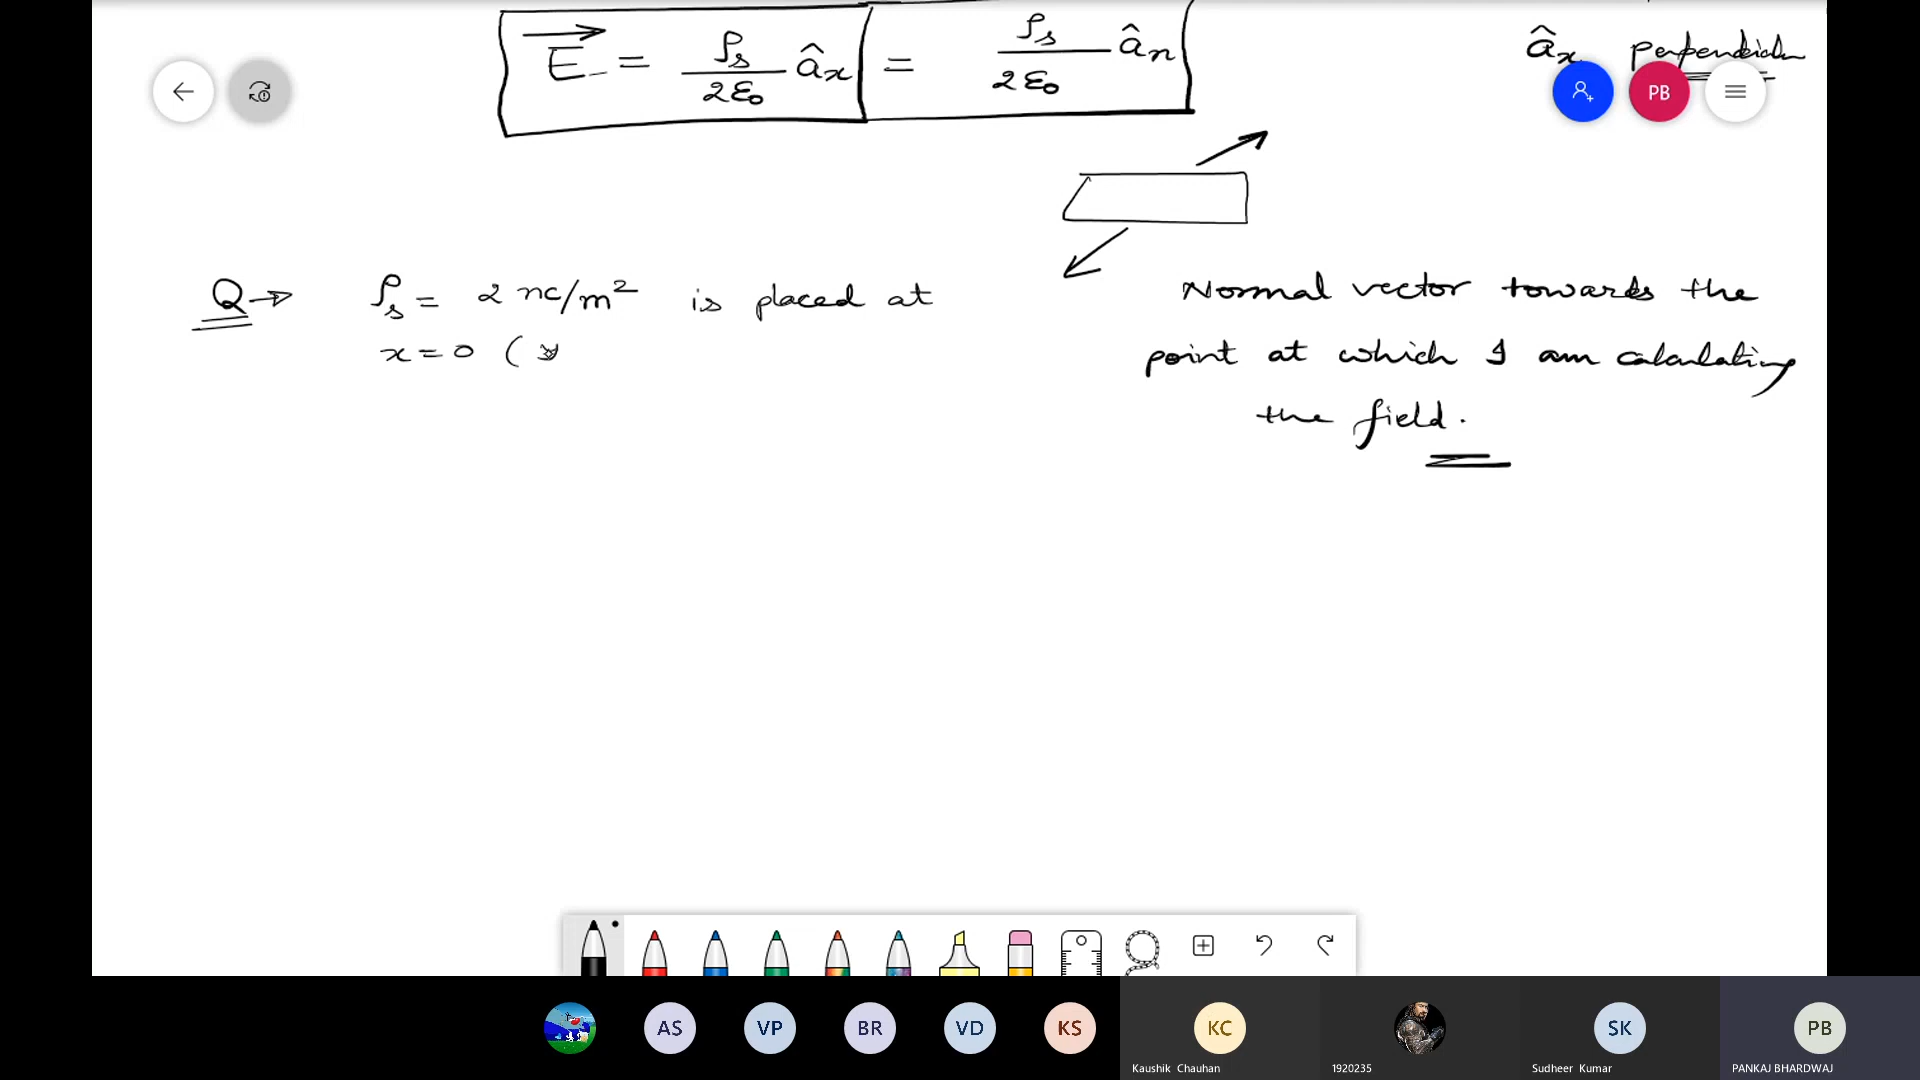 E = ρs/2ε₀ âx = ρs/2ε₀ ân
âx perpendicular
PB
Q→ ρs = 2 nc/m² is placed at
x = 0 (
Normal vector towards the
point at which I am calculating
the field.
AS VP BR VD KS KC SK PB
Kaushik Chauhan 1920235 Sudheer Kumar PANKAJ BHARDWAJ